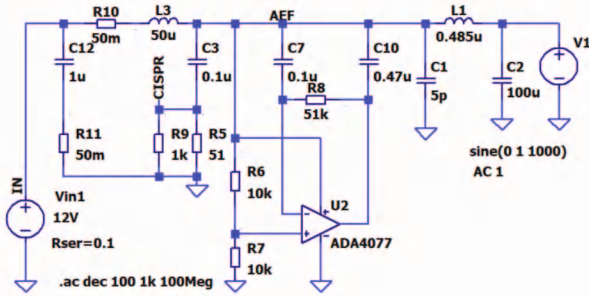 R10
50m
L3
50u
AEF
L1
0.485u
V1
C12
1u
CISPR
C3
0.1u
C7
0.1u
R8
51k
C10
0.47u
C1
5p
C2
100u
R11
50m
R9
1k
R5
51
sine(0 1 1000)
AC 1
IN
Vin1
12V
Rser=0.1
R6
10k
R7
10k
U2
ADA4077
.ac dec 100 1k 100Meg